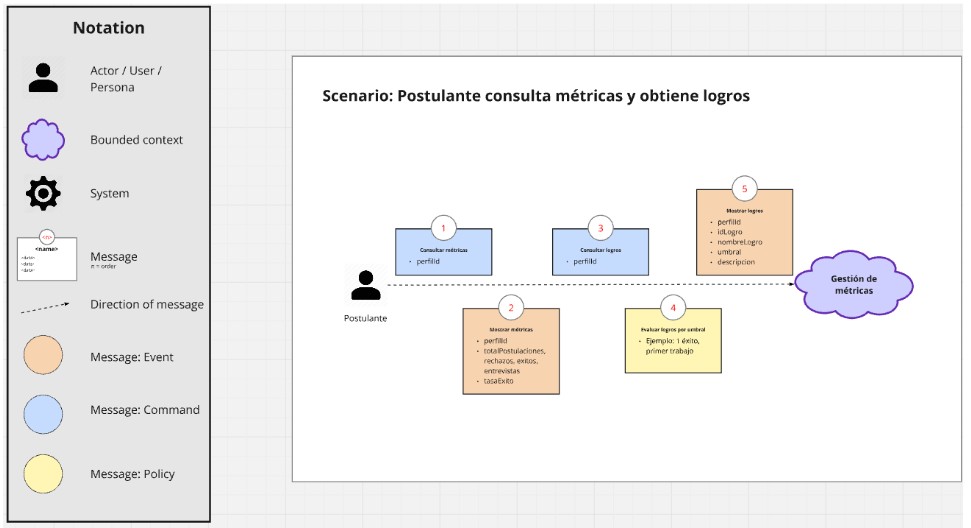 Notation
Actor / User /
Persona
Bounded context
System
<n>
<name>
<data>
<data>
<data>
Message
n = order
Direction of message
Message: Event
Message: Command
Message: Policy
Scenario: Postulante consulta métricas y obtiene logros
Postulante
1
Consultar métricas
• perfilId
2
Mostrar métricas
• perfilId
• totalPostulaciones,
rechazos, exitos,
entrevistas
• tasaExito
3
Consultar logros
• perfilId
4
Evaluar logros por umbral
• Ejemplo: 1 éxito,
primer trabajo
5
Mostrar logros
• perfilId
• idLogro
• nombreLogro
• umbral
• descripcion
Gestión de
métricas